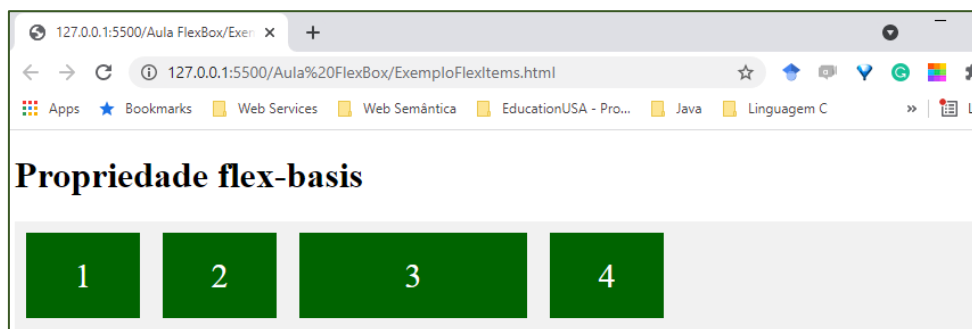 127.0.0.1:5500/Aula FlexBox/Exen
127.0.0.1:5500/Aula%20FlexBox/ExemploFlexItems.html
Apps Bookmarks Web Services Web Semântica EducationUSA - Pro... Java Linguagem C » L
Propriedade flex-basis
1 2 3 4